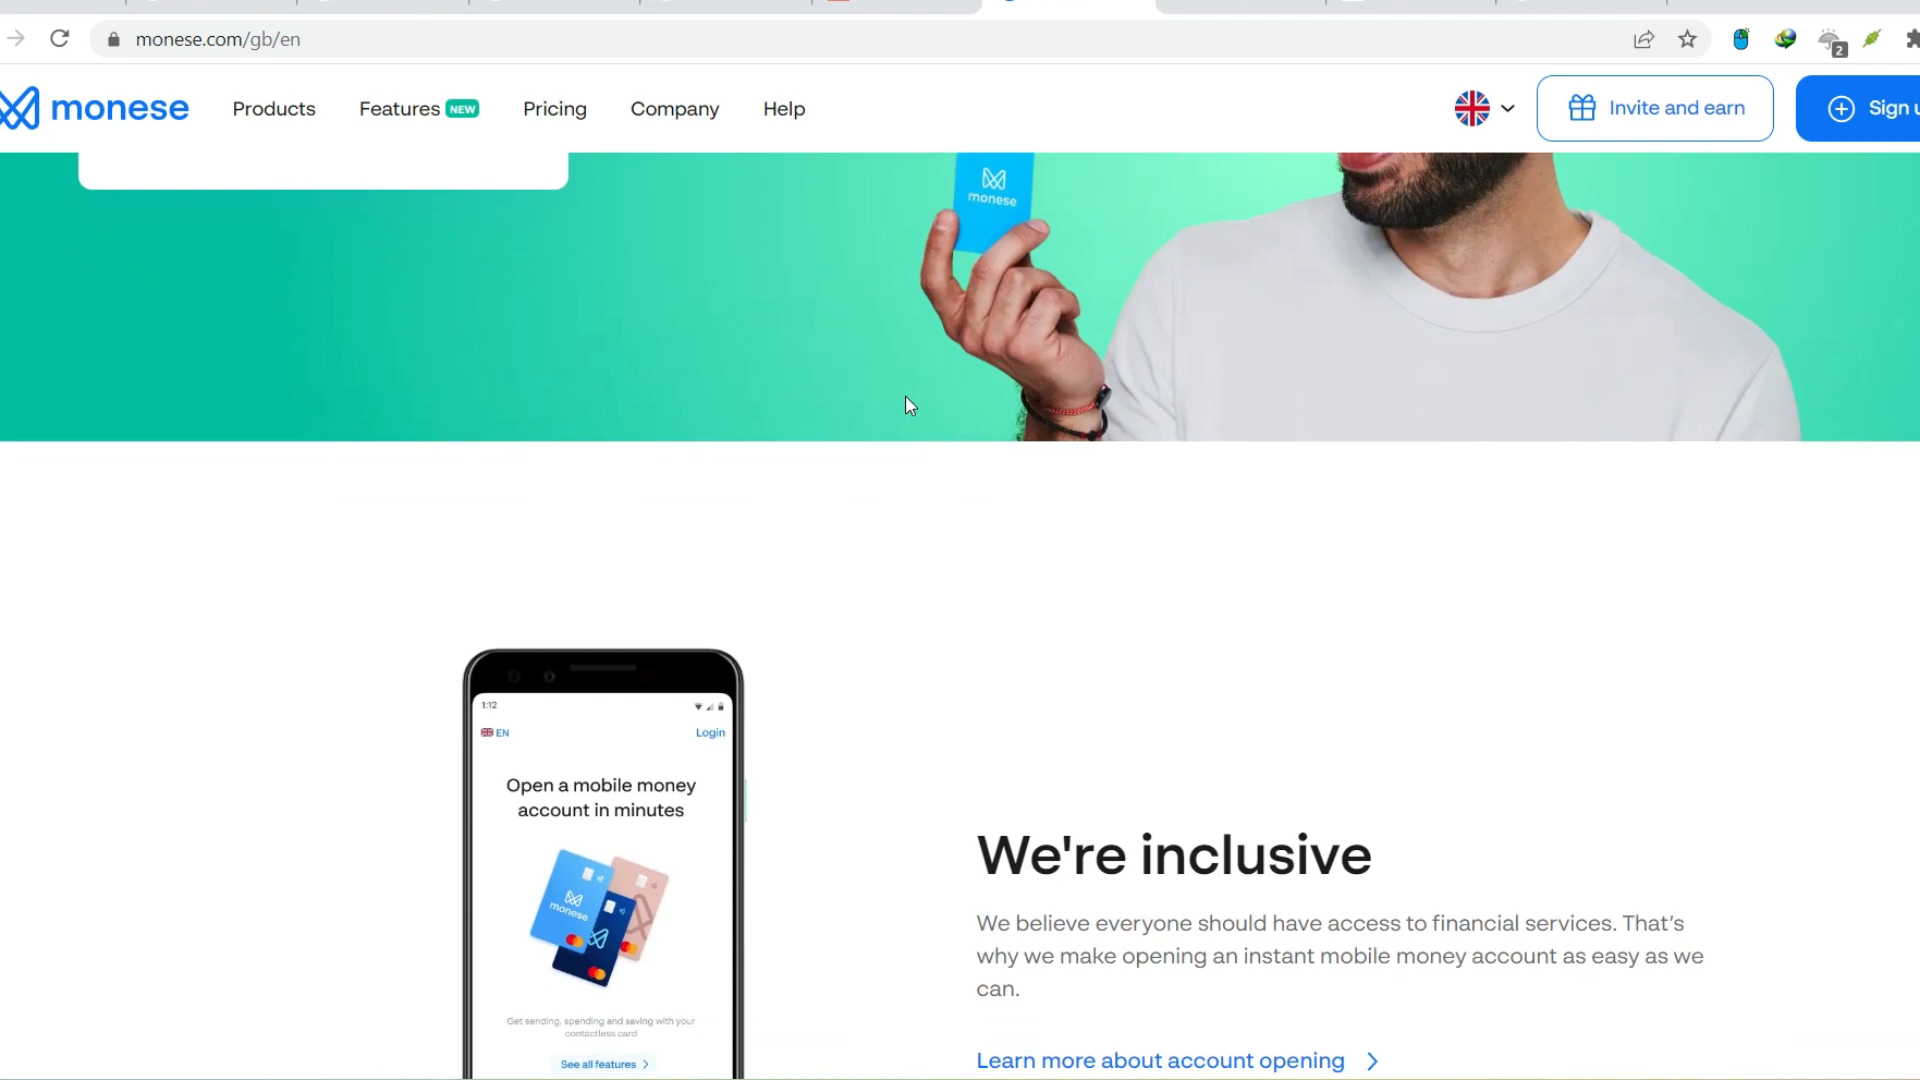 monese.com/gb/en
2
monese
Products
Features NEW
Pricing
Company
Help
Invite and earn
Sign u
monese
1:12
EN
Login
Open a mobile money
account in minutes
monese
Get sending, spending and saving with your
contactless card
See all features
We're inclusive
We believe everyone should have access to financial services. That's
why we make opening an instant mobile money account as easy as we
can.
Learn more about account opening